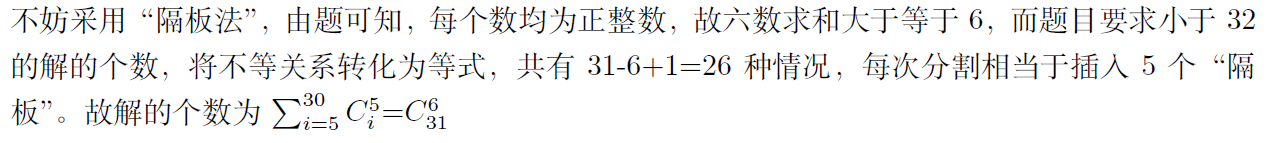 不妨采用“隔板法”，由题可知，每个数均为正整数，故六数求和大于等于 6，而题目要求小于 32
的解的个数，将不等关系转化为等式，共有 31-6+1=26 种情况，每次分割相当于插入 5 个“隔
板”。故解的个数为 $\sum_{i=5}^{30} C_i^5 = C_{31}^6$